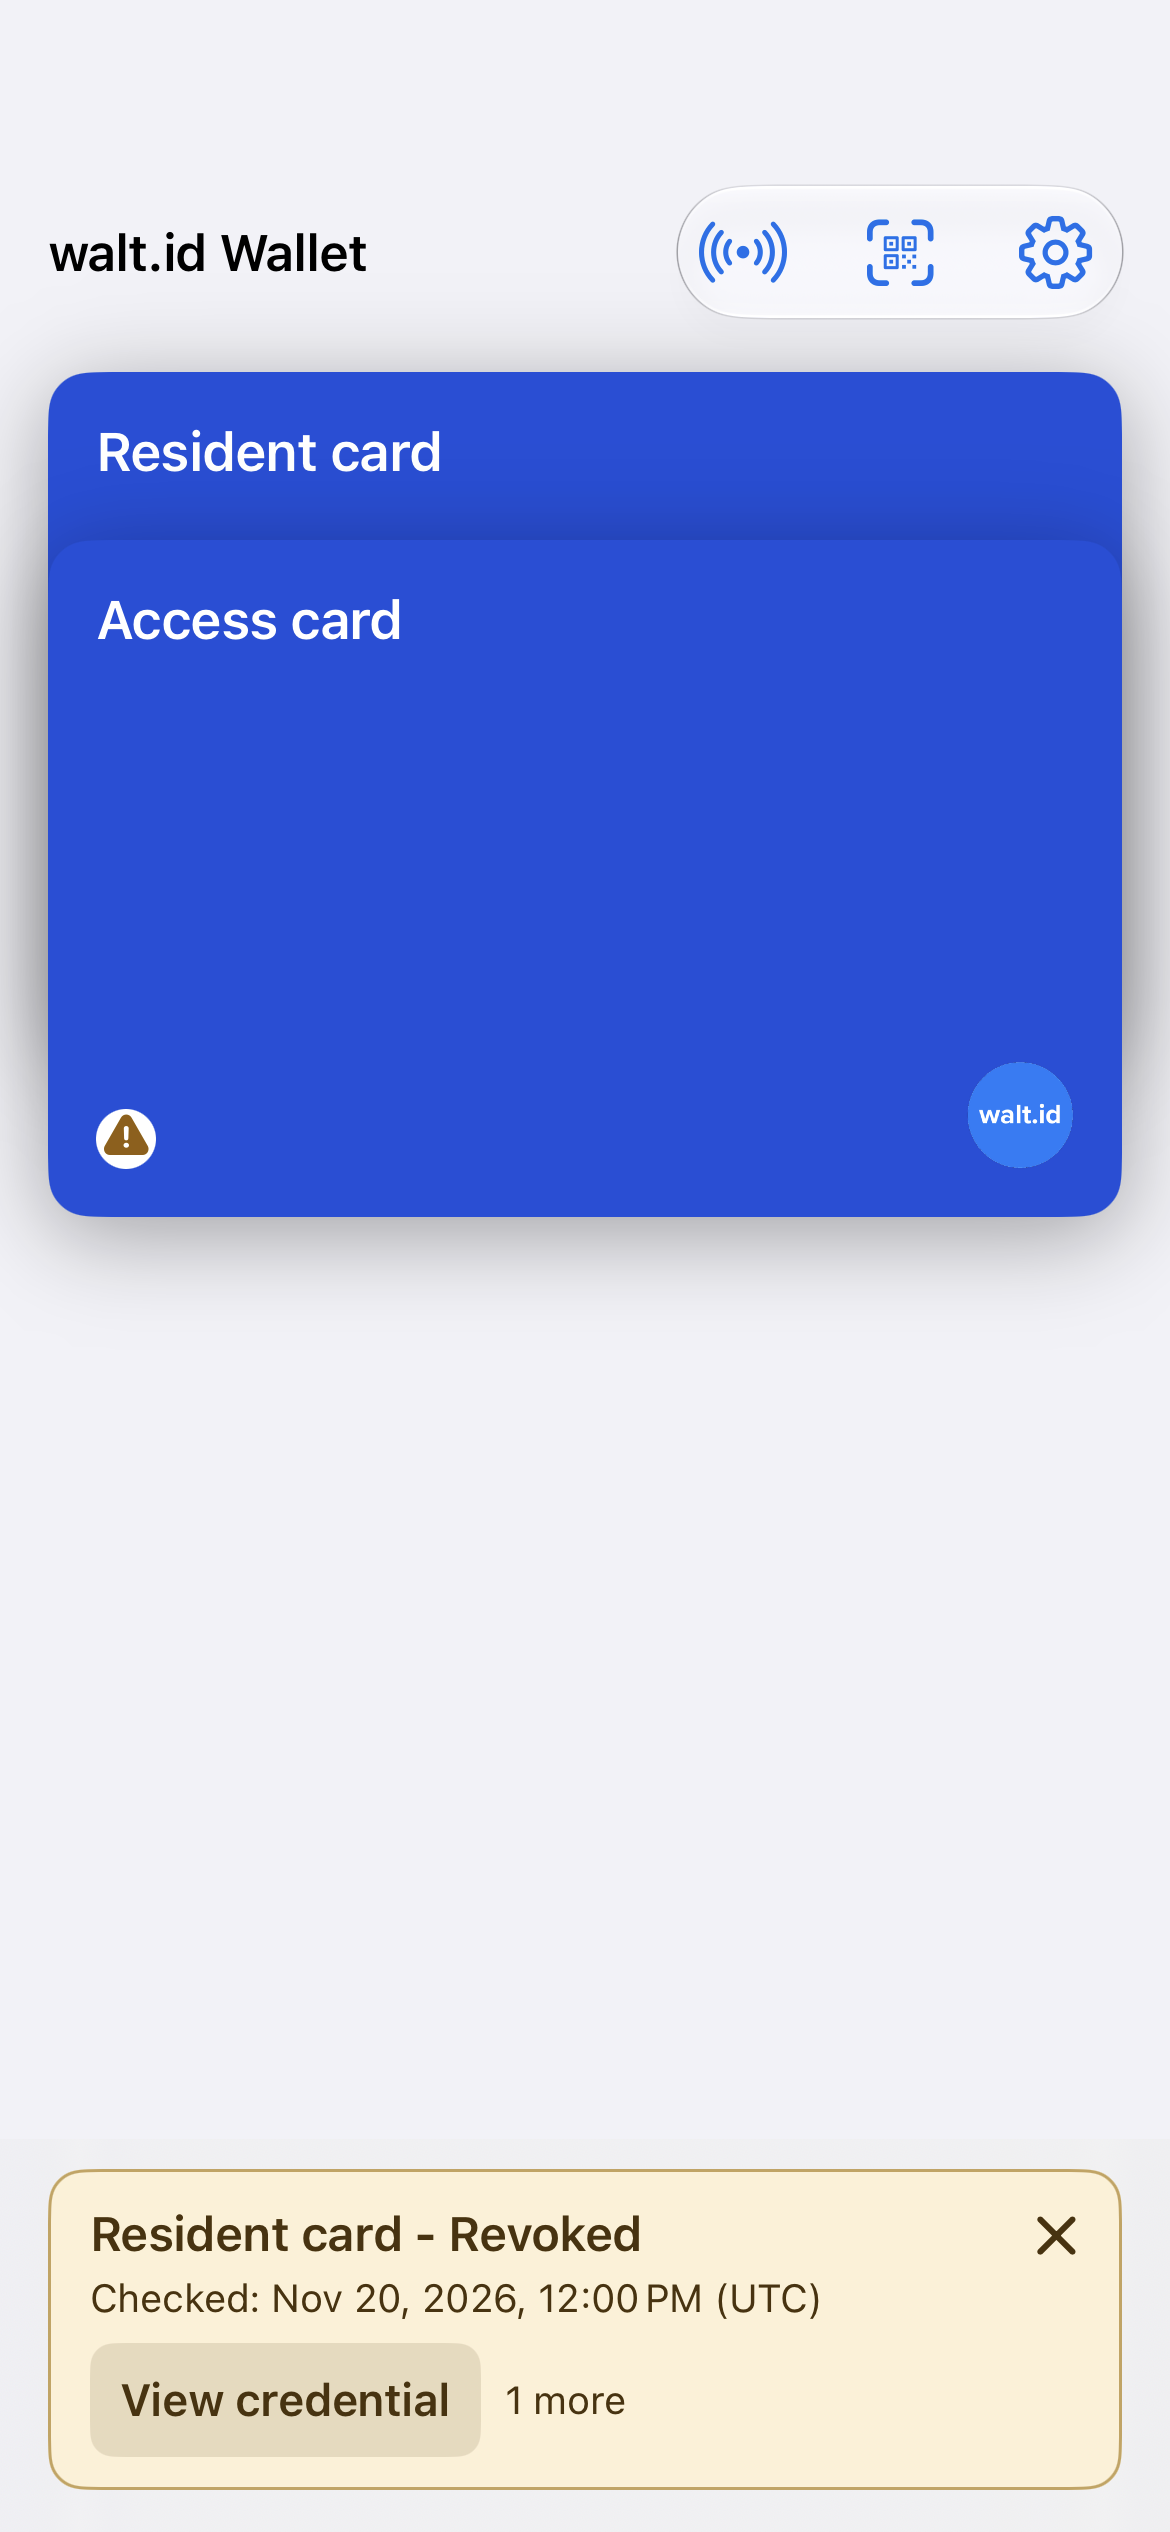 walt.id Wallet
Resident card
Access card
walt.id
Resident card - Revoked
Checked: Nov 20, 2026, 12:00 PM (UTC)
View credential
1 more